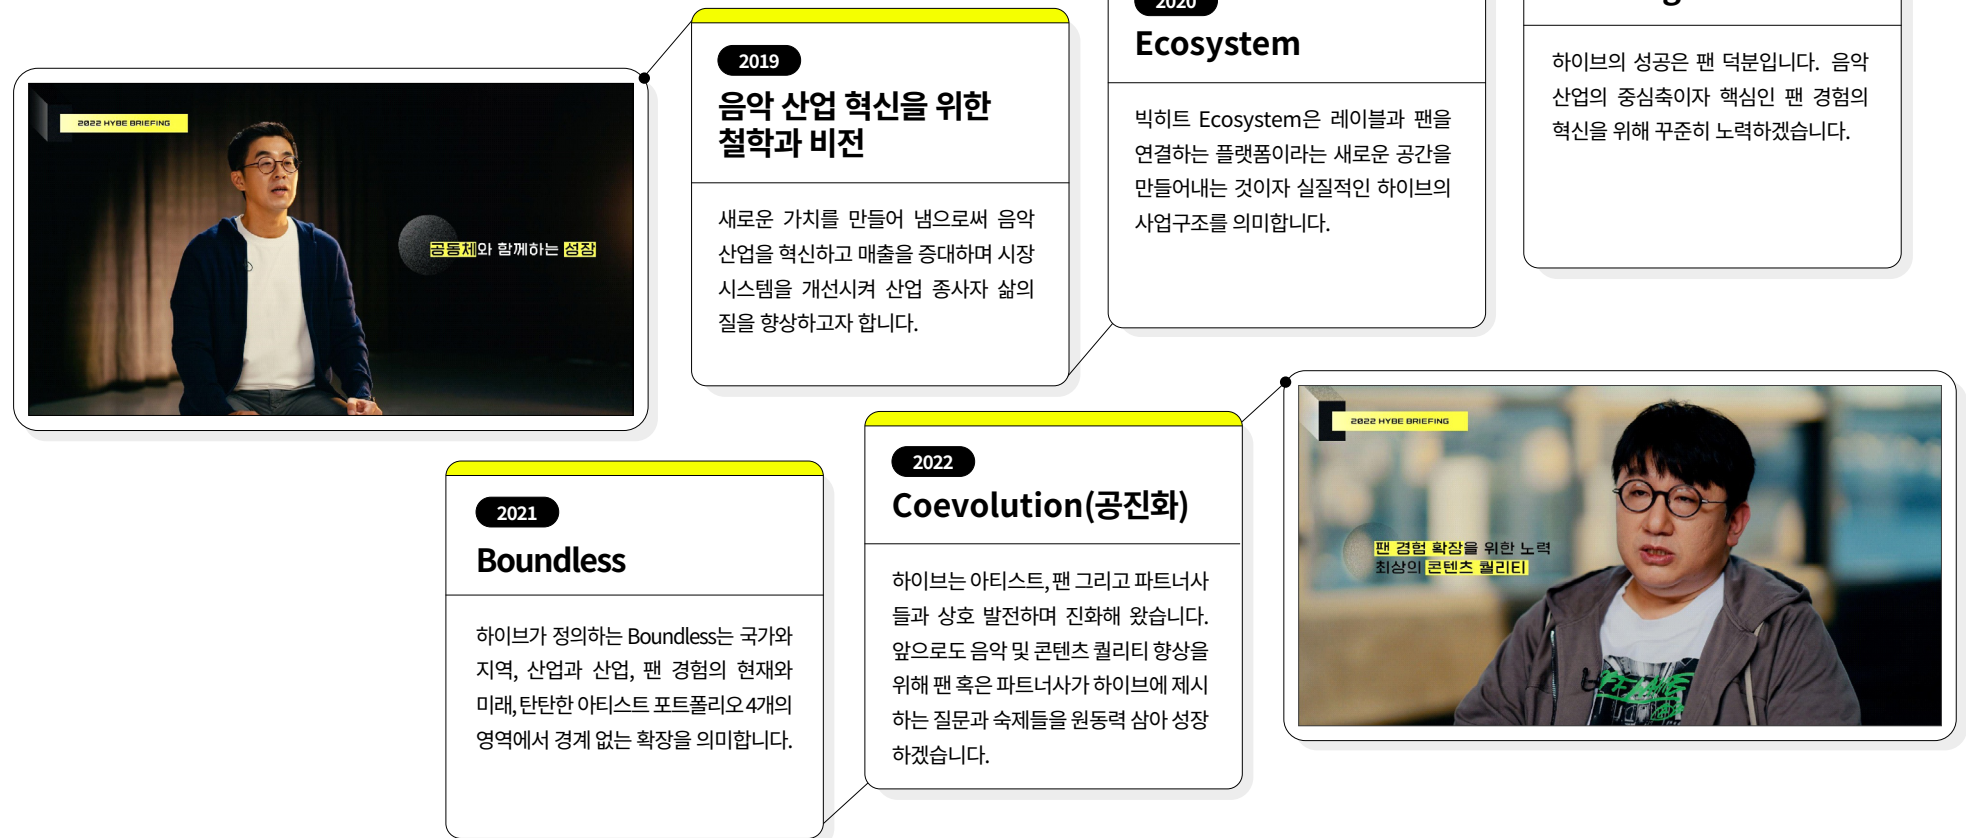 2022 HYBE BRIEFING
공동체와 함께하는 성장
2019
음악 산업 혁신을 위한
철학과 비전
새로운 가치를 만들어 냄으로써 음악
산업을 혁신하고 매출을 증대하며 시장
시스템을 개선시켜 산업 종사자 삶의
질을 향상하고자 합니다.
2020
Ecosystem
빅히트 Ecosystem은 레이블과 팬을
연결하는 플랫폼이라는 새로운 공간을
만들어내는 것이자 실질적인 하이브의
사업구조를 의미합니다.
하이브의 성공은 팬 덕분입니다. 음악
산업의 중심축이자 핵심인 팬 경험의
혁신을 위해 꾸준히 노력하겠습니다.
2021
Boundless
하이브가 정의하는 Boundless는 국가와
지역, 산업과 산업, 팬 경험의 현재와
미래, 탄탄한 아티스트 포트폴리오 4개의
영역에서 경계 없는 확장을 의미합니다.
2022
Coevolution(공진화)
하이브는 아티스트, 팬 그리고 파트너사
들과 상호 발전하며 진화해 왔습니다.
앞으로도 음악 및 콘텐츠 퀄리티 향상을
위해 팬 혹은 파트너사가 하이브에 제시
하는 질문과 숙제들을 원동력 삼아 성장
하겠습니다.
2022 HYBE BRIEFING
팬 경험 확장을 위한 노력
최상의 콘텐츠 퀄리티